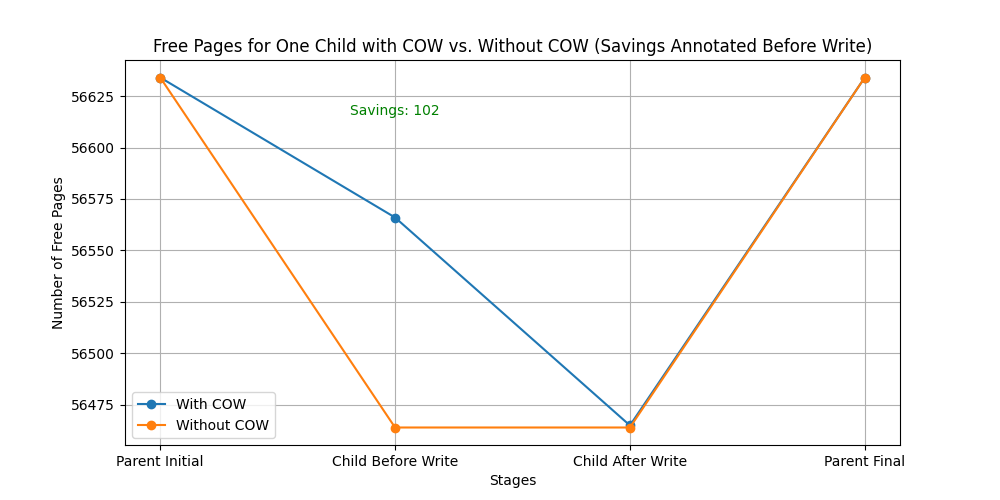 Free Pages for One Child with COW vs. Without COW (Savings Annotated Before Write)
Number of Free Pages
56625
56600
56575
56550
56525
56500
56475
Savings: 102
With COW
Without COW
Parent Initial
Child Before Write
Child After Write
Parent Final
Stages